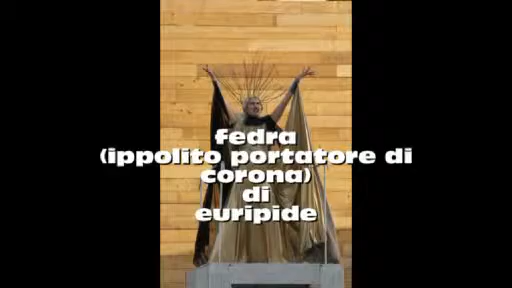 fedra
(ippolito portatore di
corona)
di
euripide